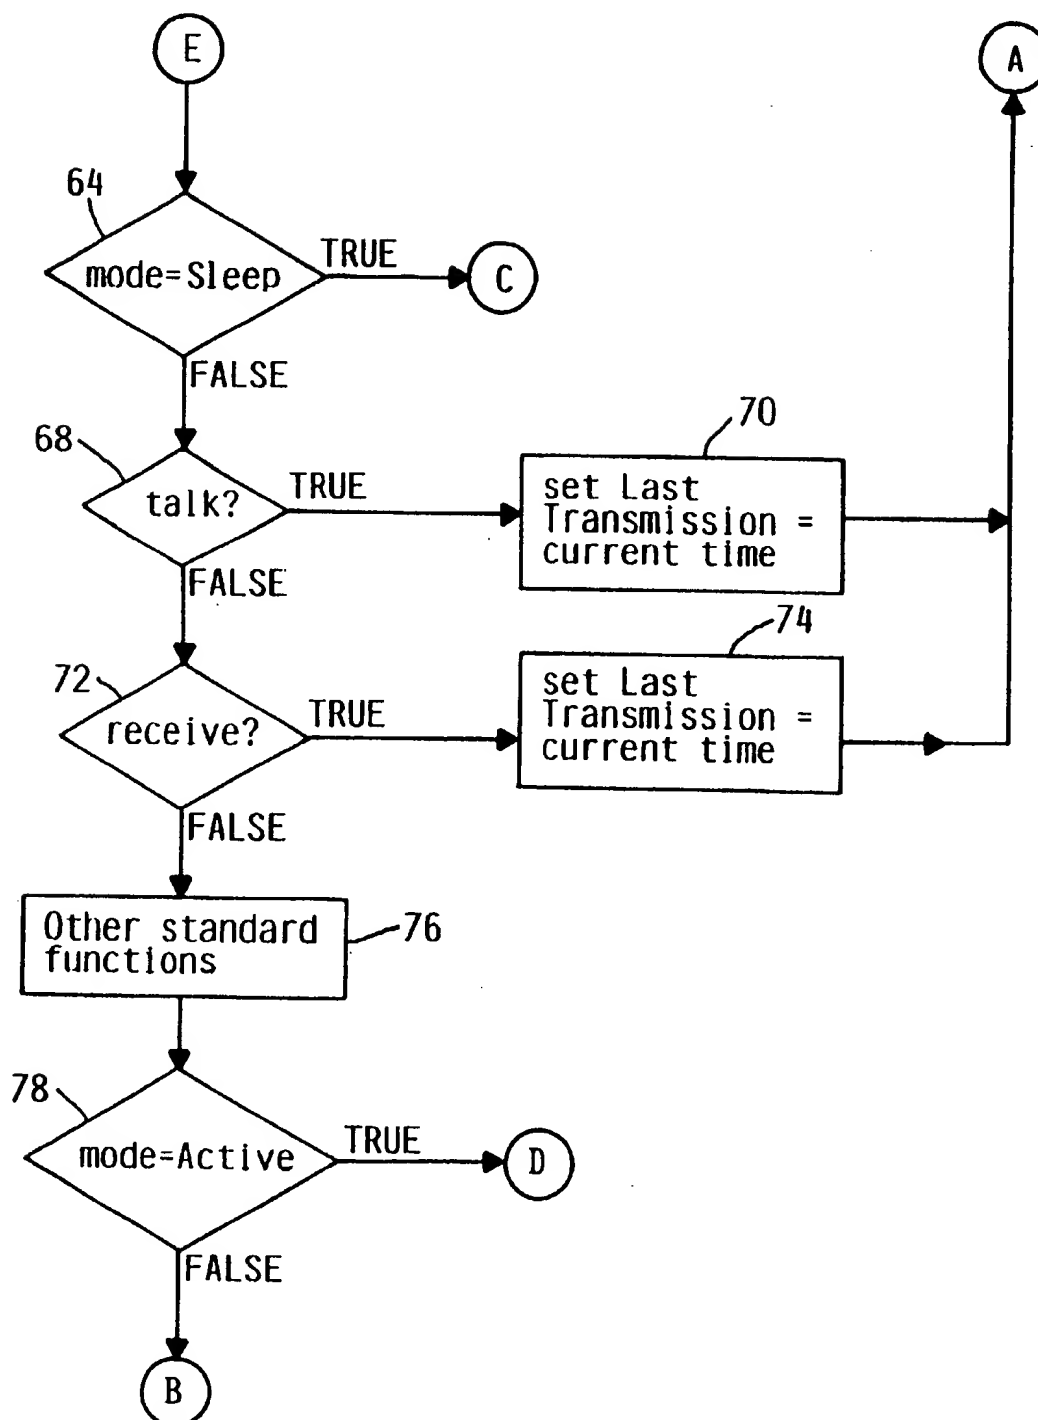 E
A
64
mode=Sleep
TRUE
C
FALSE
68
talk?
TRUE
70
set Last
Transmission =
current time
FALSE
72
receive?
TRUE
74
set Last
Transmission =
current time
FALSE
Other standard
functions
76
78
mode=Active
TRUE
D
FALSE
B